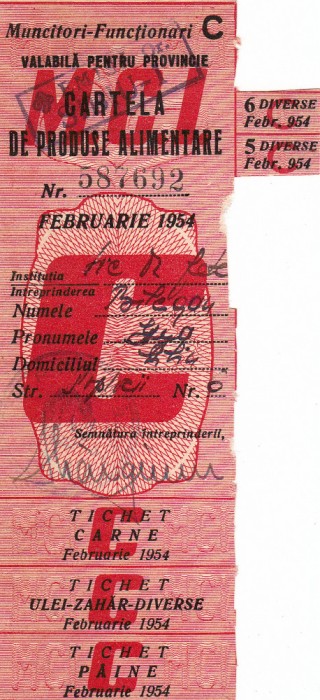 Muncitori-Funcționari C
VALABILĂ PENTRU PROVINCIE
MCI
CARTELA
DE PRODUSE ALIMENTARE
Nr. 587692
FEBRUARIE 1954
Instituția
Intreprinderea
Numele
Pronumele
Domiciliul
Str. Nr.
C
Semnătura întreprinderii,
TICHET
CARNE
Februarie 1954
C
TICHET
ULEI-ZAHĂR-DIVERSE
Februarie 1954
C
TICHET
PÂINE
Februarie 1954
C
6 DIVERSE
Febr. 954
5 DIVERSE
Febr. 954